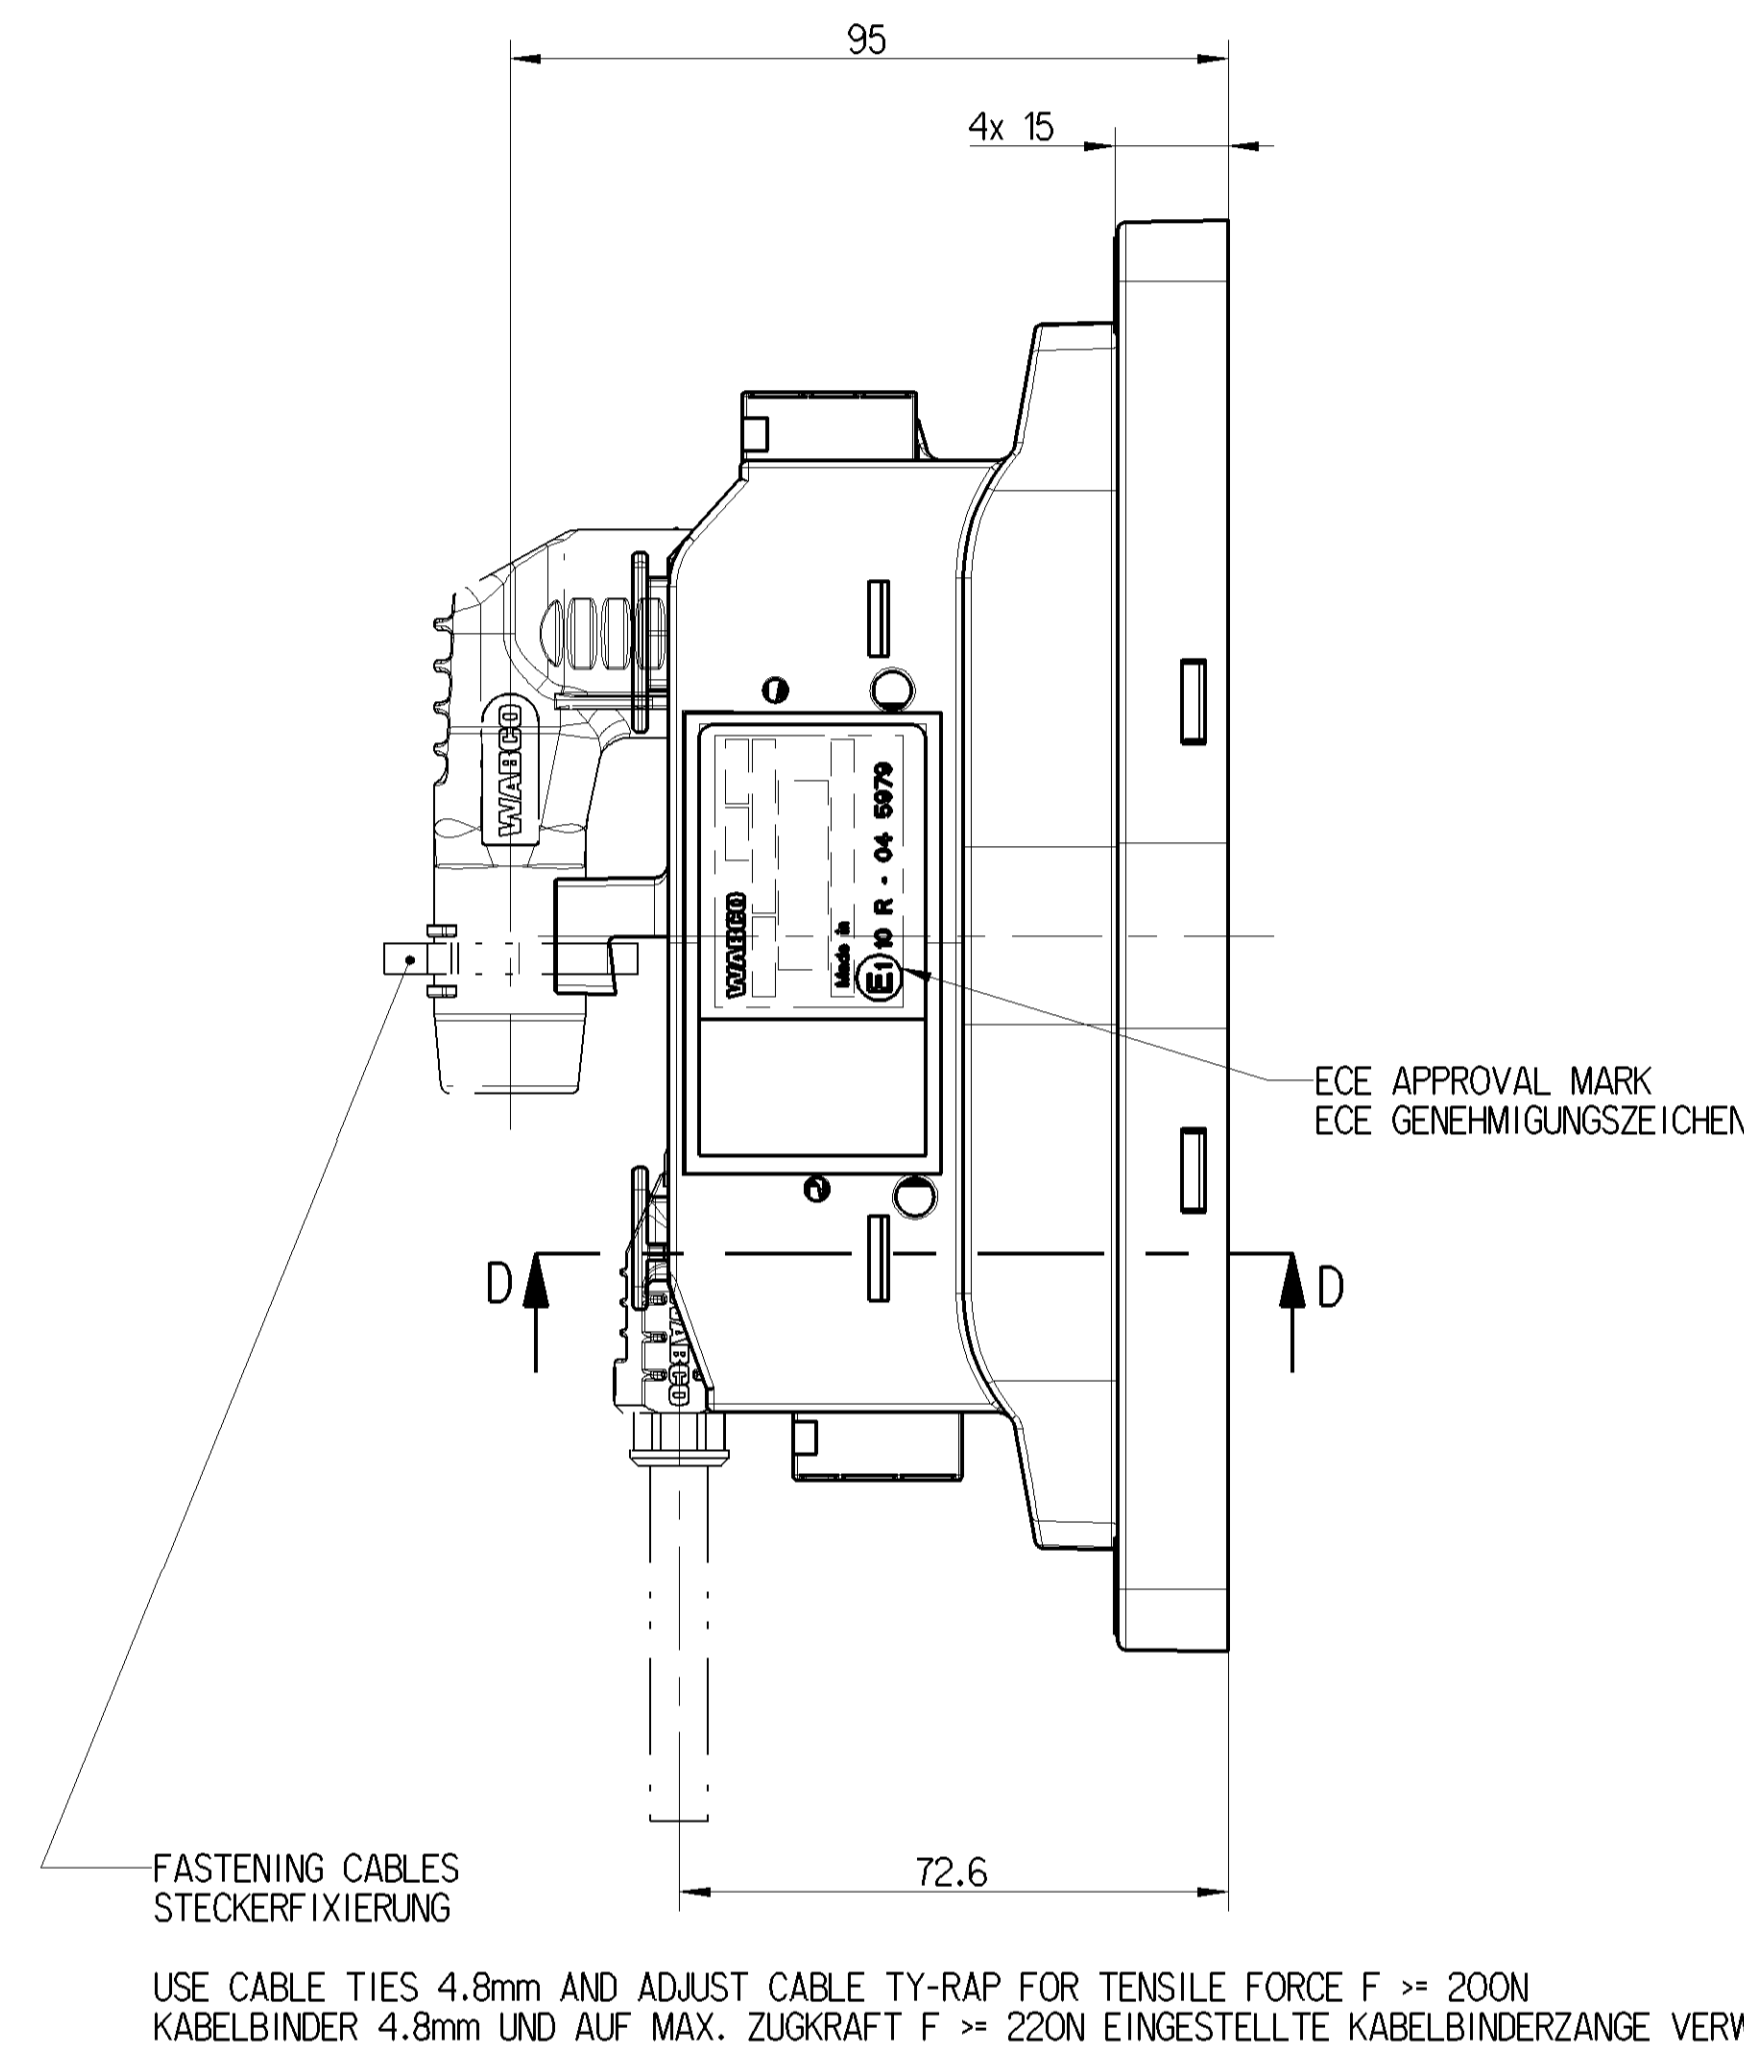 95
4x 15
WABCO
WABCO
Made in
E1 10 R - 04 5979
ECE APPROVAL MARK
ECE GENEHMIGUNGSZEICHEN
D
D
WABCO
FASTENING CABLES
STECKERFIXIERUNG
72.6
USE CABLE TIES 4.8mm AND ADJUST CABLE TY-RAP FOR TENSILE FORCE F >= 200N
KABELBINDER 4.8mm UND AUF MAX. ZUGKRAFT F >= 220N EINGESTELLTE KABELBINDERZANGE